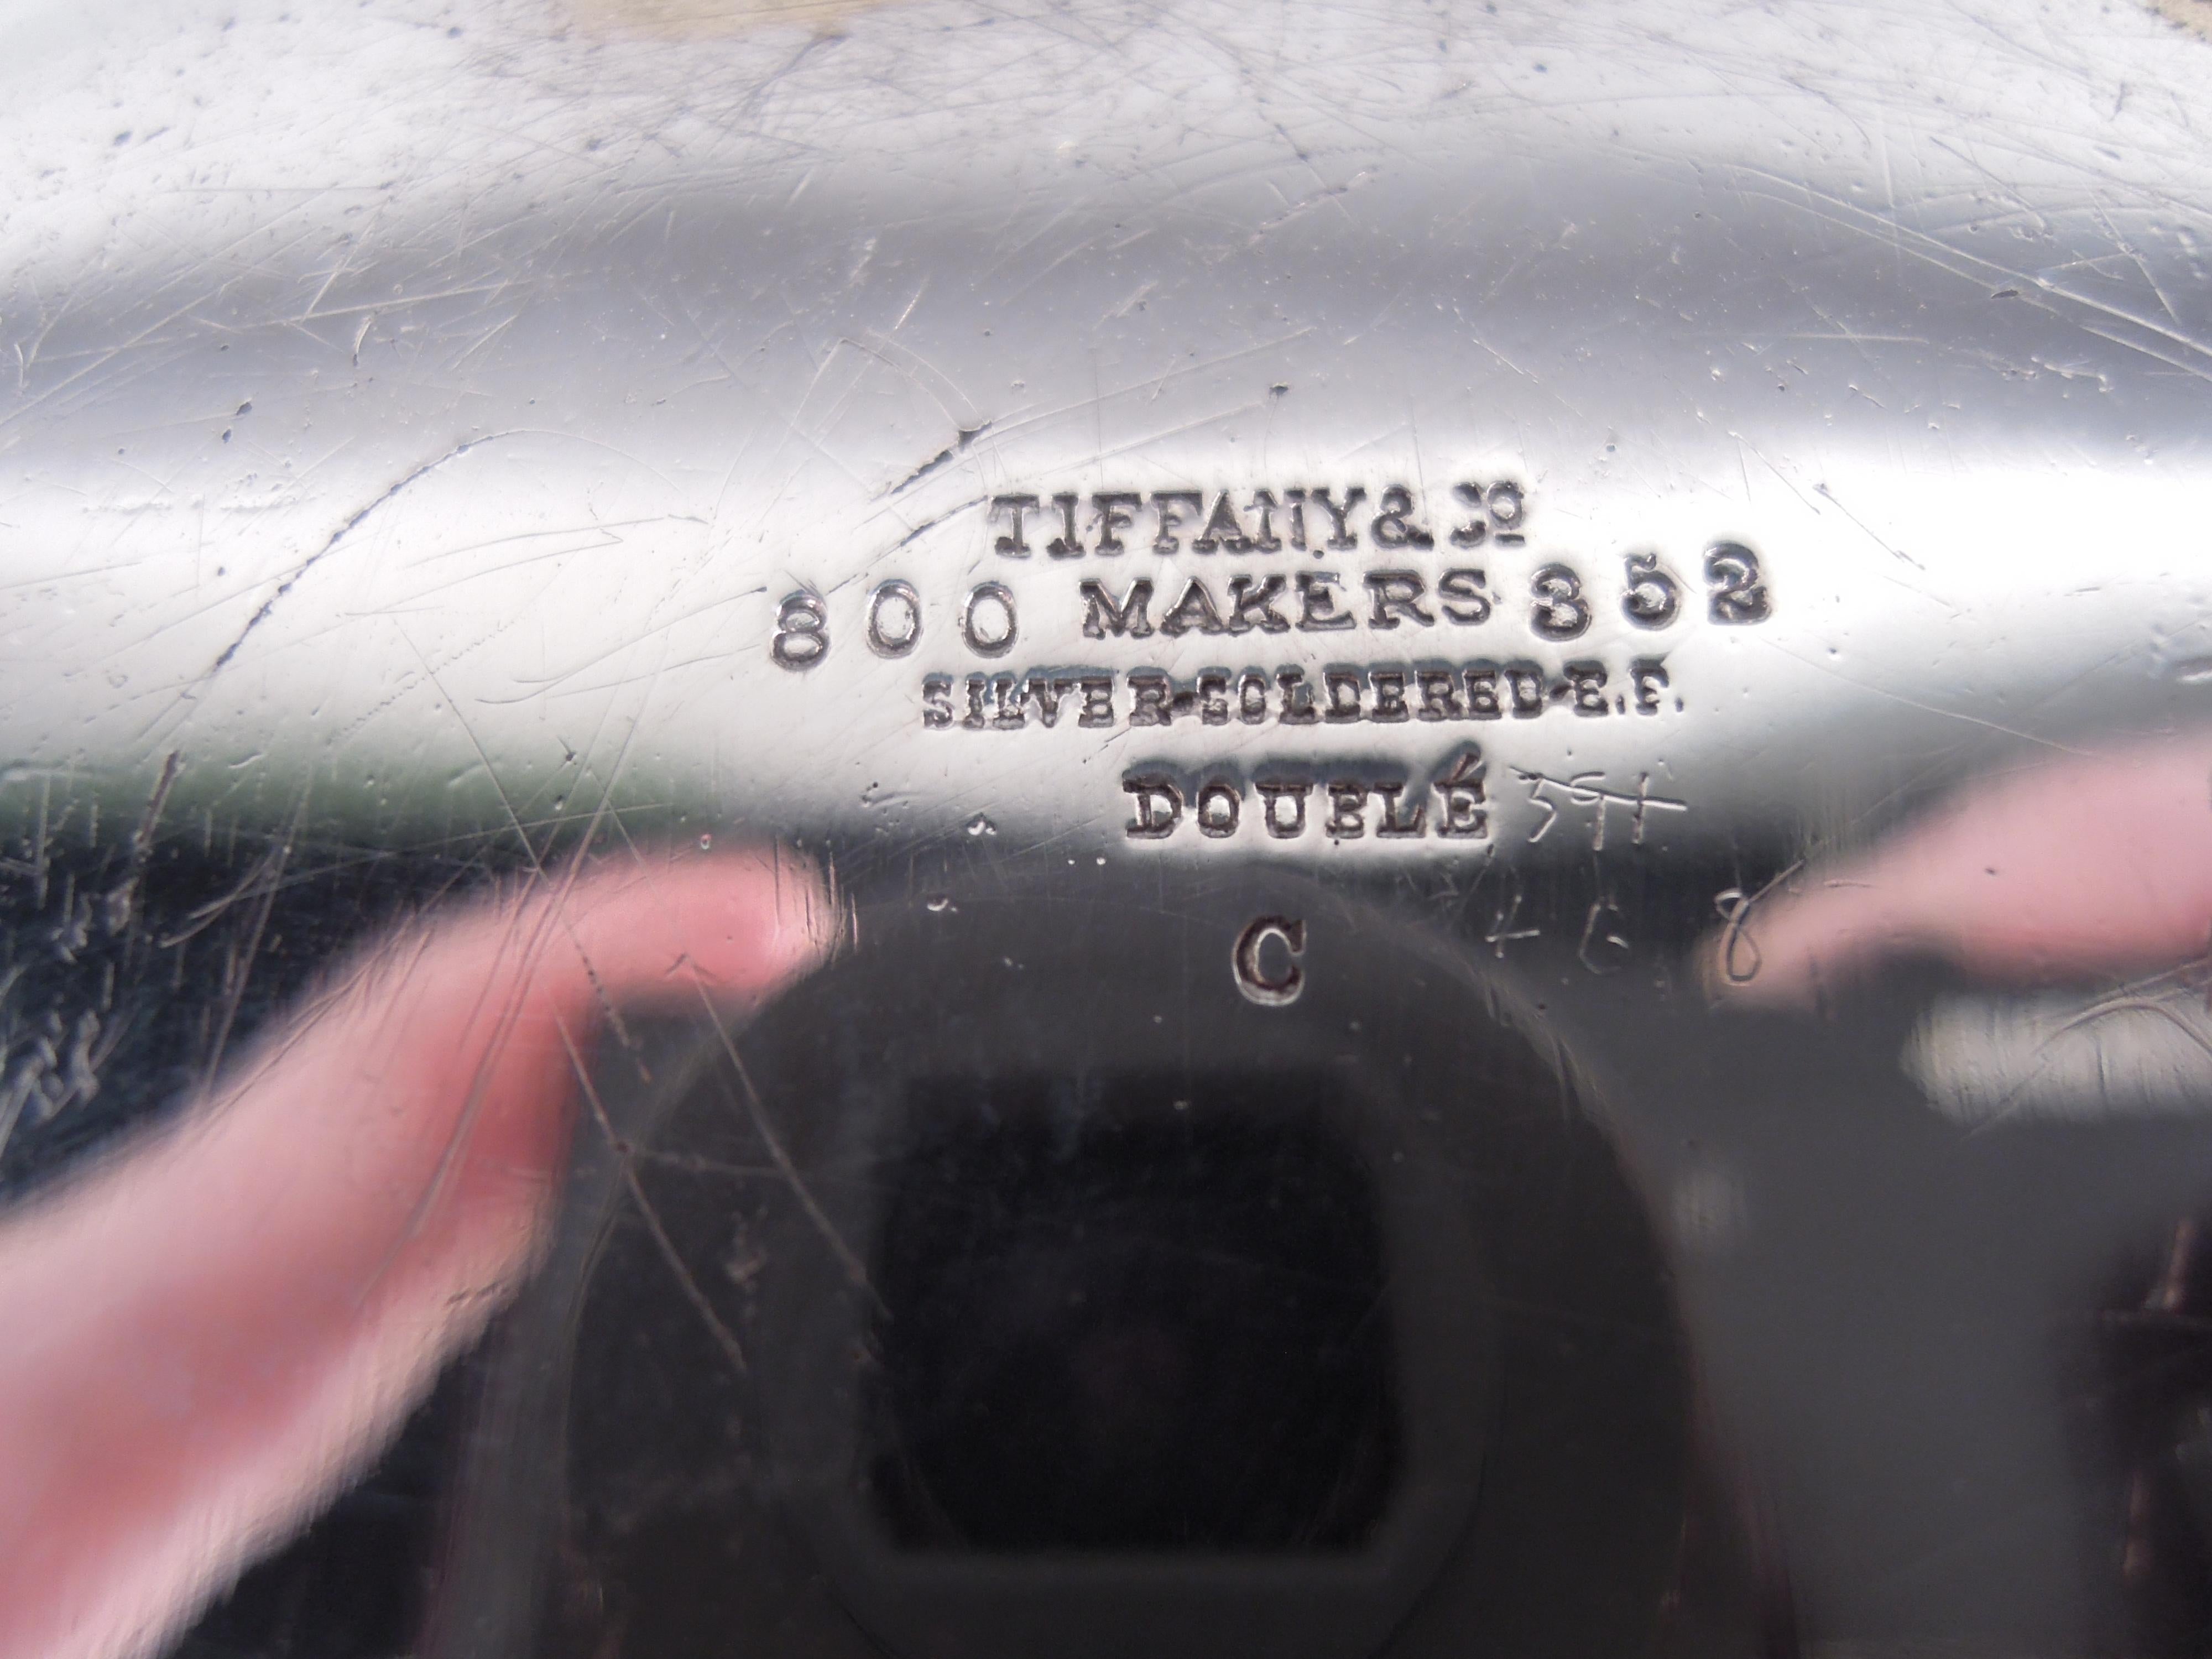 TIFFANY & Co
800 MAKERS 352
SILVER-SOLDERED-E.P.
DOUBLÉ
C